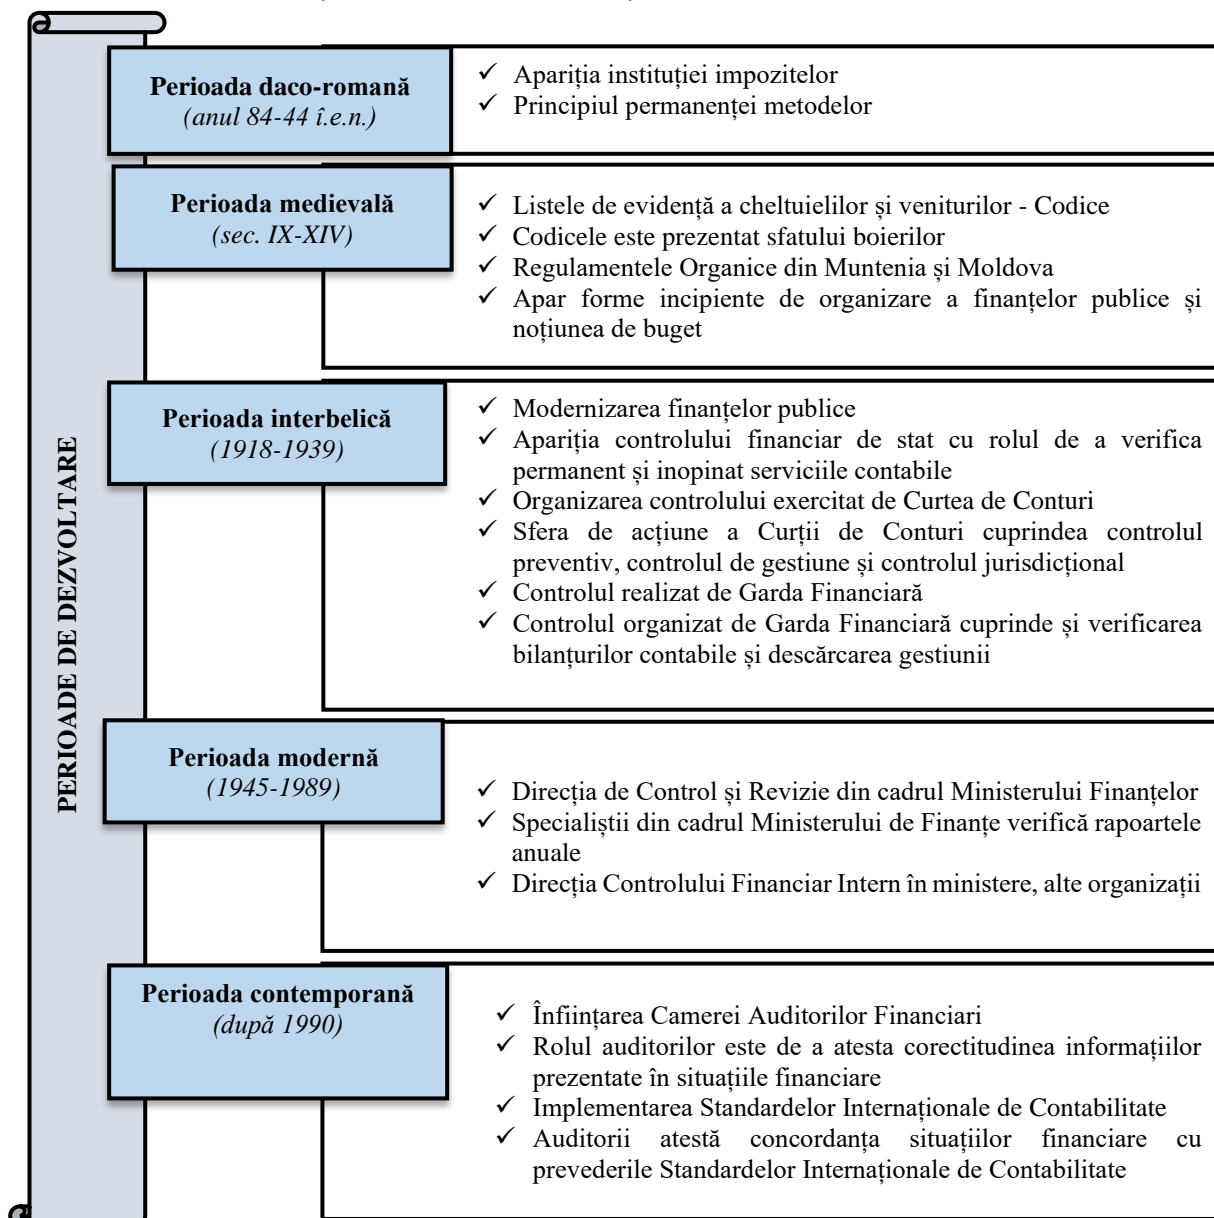 PERIOADE DE DEZVOLTARE
Perioada daco-romană
(anul 84-44 î.e.n.)
✓ Apariția instituției impozitelor
✓ Principiul permanenței metodelor
Perioada medievală
(sec. IX-XIV)
✓ Listele de evidență a cheltuielilor și veniturilor - Codice
✓ Codicele este prezentat sfatului boierilor
✓ Regulamentele Organice din Muntenia și Moldova
✓ Apar forme incipiente de organizare a finanțelor publice și
noțiunea de buget
Perioada interbelică
(1918-1939)
✓ Modernizarea finanțelor publice
✓ Apariția controlului financiar de stat cu rolul de a verifica
permanent și inopinat serviciile contabile
✓ Organizarea controlului exercitat de Curtea de Conturi
✓ Sfera de acțiune a Curții de Conturi cuprindea controlul
preventiv, controlul de gestiune și controlul jurisdicțional
✓ Controlul realizat de Garda Financiară
✓ Controlul organizat de Garda Financiară cuprinde și verificarea
bilanțurilor contabile și descărcarea gestiunii
Perioada modernă
(1945-1989)
✓ Direcția de Control și Revizie din cadrul Ministerului Finanțelor
✓ Specialiștii din cadrul Ministerului de Finanțe verifică rapoartele
anuale
✓ Direcția Controlului Financiar Intern în ministere, alte organizații
Perioada contemporană
(după 1990)
✓ Înființarea Camerei Auditorilor Financiari
✓ Rolul auditorilor este de a atesta corectitudinea informațiilor
prezentate în situațiile financiare
✓ Implementarea Standardelor Internaționale de Contabilitate
✓ Auditorii atestă concordanța situațiilor financiare cu
prevederile Standardelor Internaționale de Contabilitate